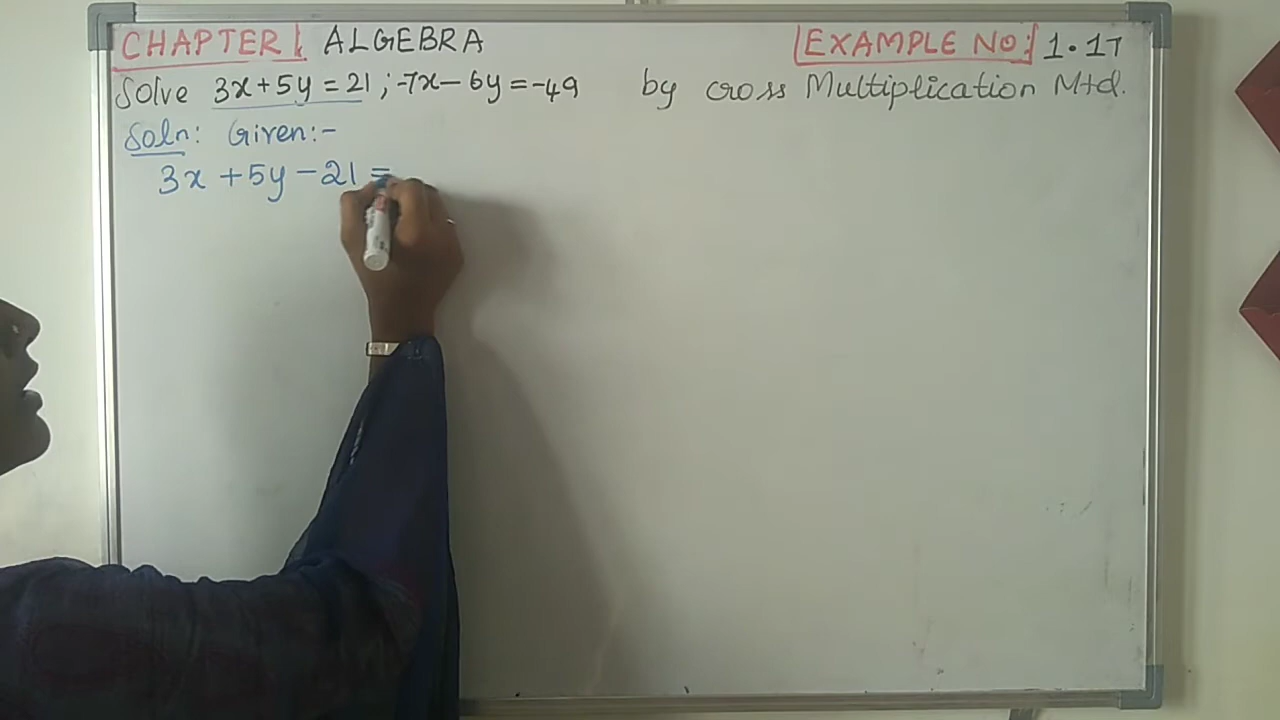 CHAPTER 1. ALGEBRA EXAMPLE NO: 1.17
Solve 3x+5y=21 ; -7x-6y=-49 by cross Multiplication Mtd.
Soln: Given:-
3x+5y-21=